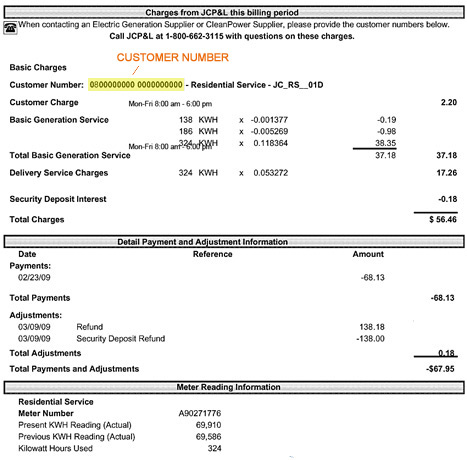 Charges from JCP&L this billing period
When contacting an Electric Generation Supplier or CleanPower Supplier, please provide the customer numbers below.
Call JCP&L at 1-800-662-3115 with questions on these charges.
CUSTOMER NUMBER
Basic Charges
Customer Number: 0800000000 0000000000 - Residential Service - JC_RS__01D
Customer Charge Mon-Fri 8:00 am - 6:00 pm 2.20
Basic Generation Service 138 KWH x -0.001377 -0.19
186 KWH x -0.005269 -0.98
Mon-Fri 8:00 am - 6:00 pm 324 KWH x 0.118364 38.35
Total Basic Generation Service 37.18 37.18
Delivery Service Charges 324 KWH x 0.053272 17.26
Security Deposit Interest -0.18
Total Charges $ 56.46
Detail Payment and Adjustment Information
Date Reference Amount
Payments:
02/23/09 -68.13
Total Payments -68.13
Adjustments:
03/09/09 Refund 138.18
03/09/09 Security Deposit Refund -138.00
Total Adjustments 0.18
Total Payments and Adjustments -$67.95
Meter Reading Information
Residential Service
Meter Number A90271776
Present KWH Reading (Actual) 69,910
Previous KWH Reading (Actual) 69,586
Kilowatt Hours Used 324